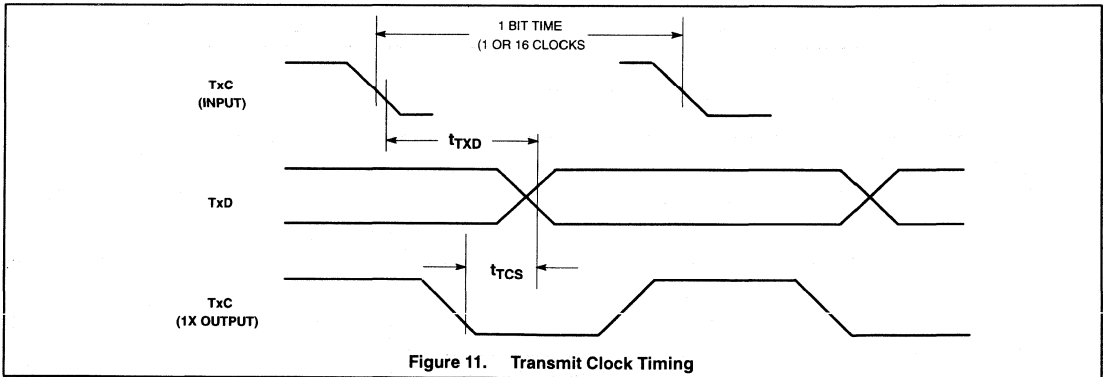 1 BIT TIME
(1 OR 16 CLOCKS
TxC
(INPUT)
tTXD
TxD
tTCS
TxC
(1X OUTPUT)
Figure 11. Transmit Clock Timing